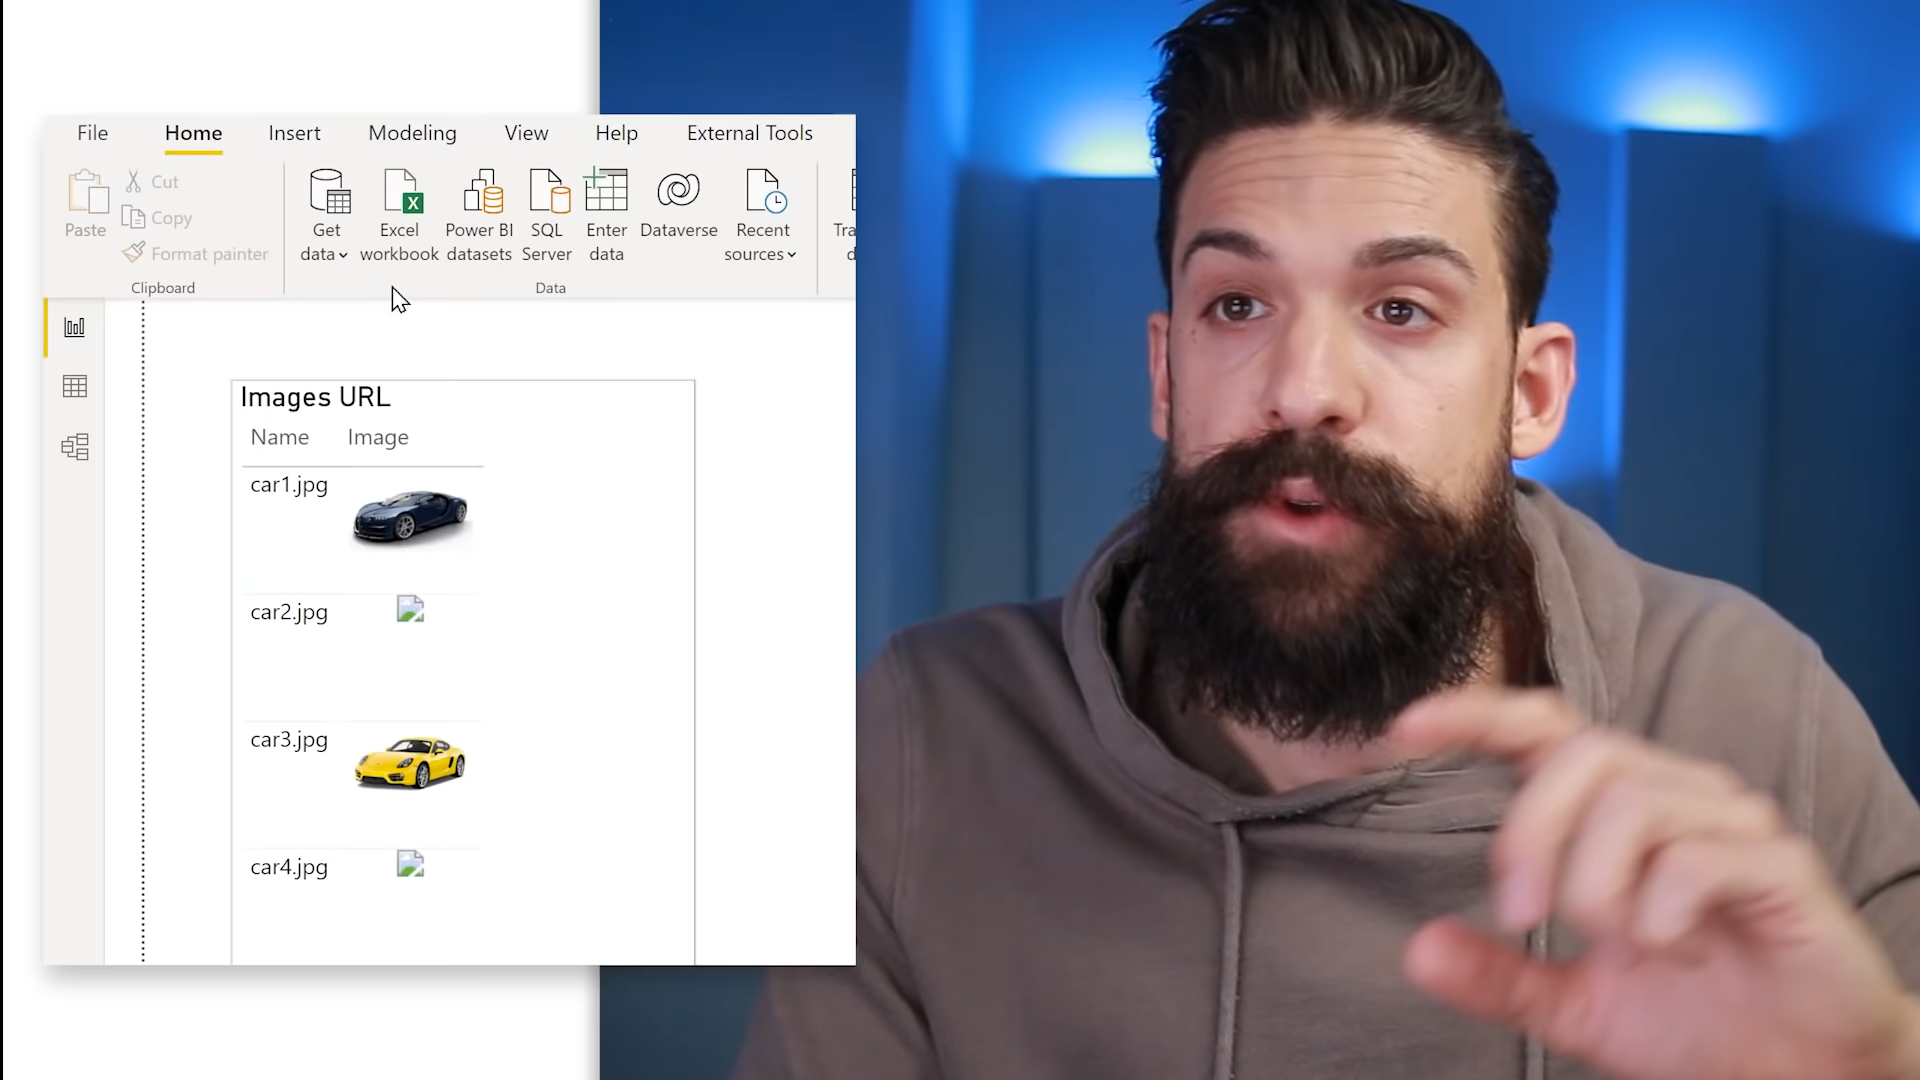 File Home Insert Modeling View Help External Tools
Paste
Cut
Copy
Format painter
Clipboard
Get data
Excel workbook
Power BI datasets
SQL Server
Enter data
Dataverse
Recent sources
Data
Images URL
Name Image
car1.jpg
car2.jpg
car3.jpg
car4.jpg